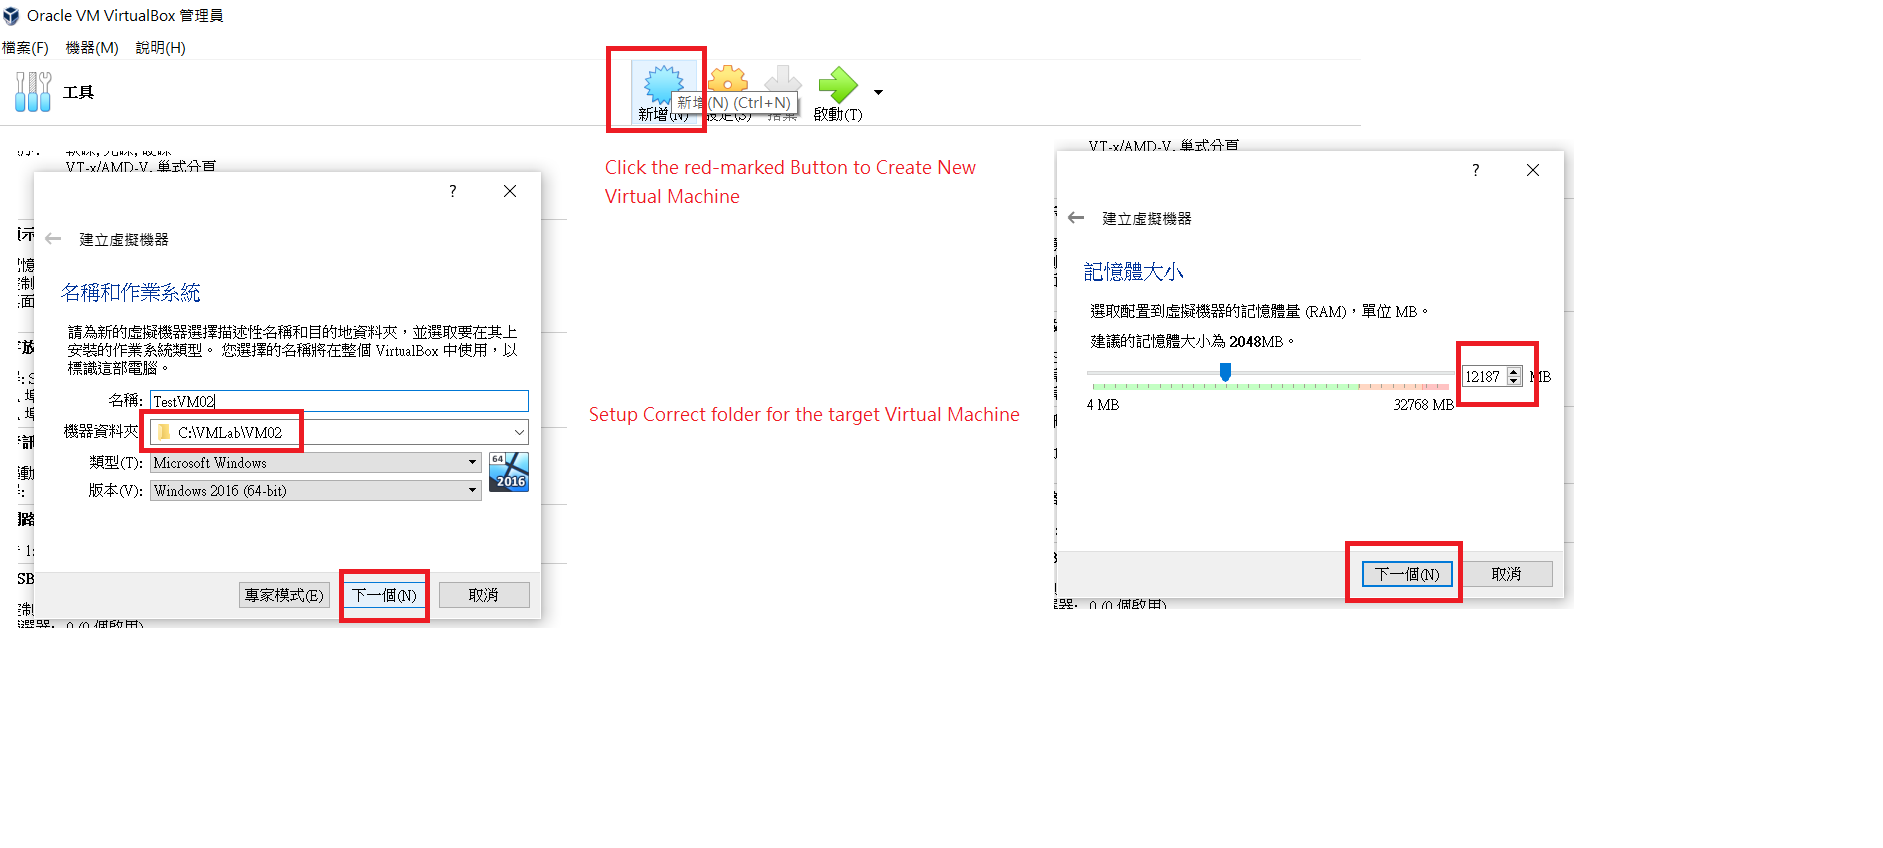 Oracle VM VirtualBox 管理員
檔案(F) 機器(M) 說明(H)
工具
新增(N)
新增(N) (Ctrl+N)
啟動(T)
Click the red-marked Button to Create New
Virtual Machine
VT-x/AMD-V, 巢式分頁
?
建立虛擬機器
名稱和作業系統
請為新的虛擬機器選擇描述性名稱和目的地資料夾，並選取要在其上
安裝的作業系統類型。 您選擇的名稱將在整個 VirtualBox 中使用，以
標識這部電腦。
名稱: TestVM02
機器資料夾 C:\VMLab\VM02
類型(T): Microsoft Windows
64
2016
版本(V): Windows 2016 (64-bit)
專家模式(E) 下一個(N) 取消
Setup Correct folder for the target Virtual Machine
VT-x/AMD-V, 巢式分頁
?
建立虛擬機器
記憶體大小
選取配置到虛擬機器的記憶體量 (RAM)，單位 MB。
建議的記憶體大小為 2048MB。
12187 MB
4 MB 32768 MB
下一個(N) 取消